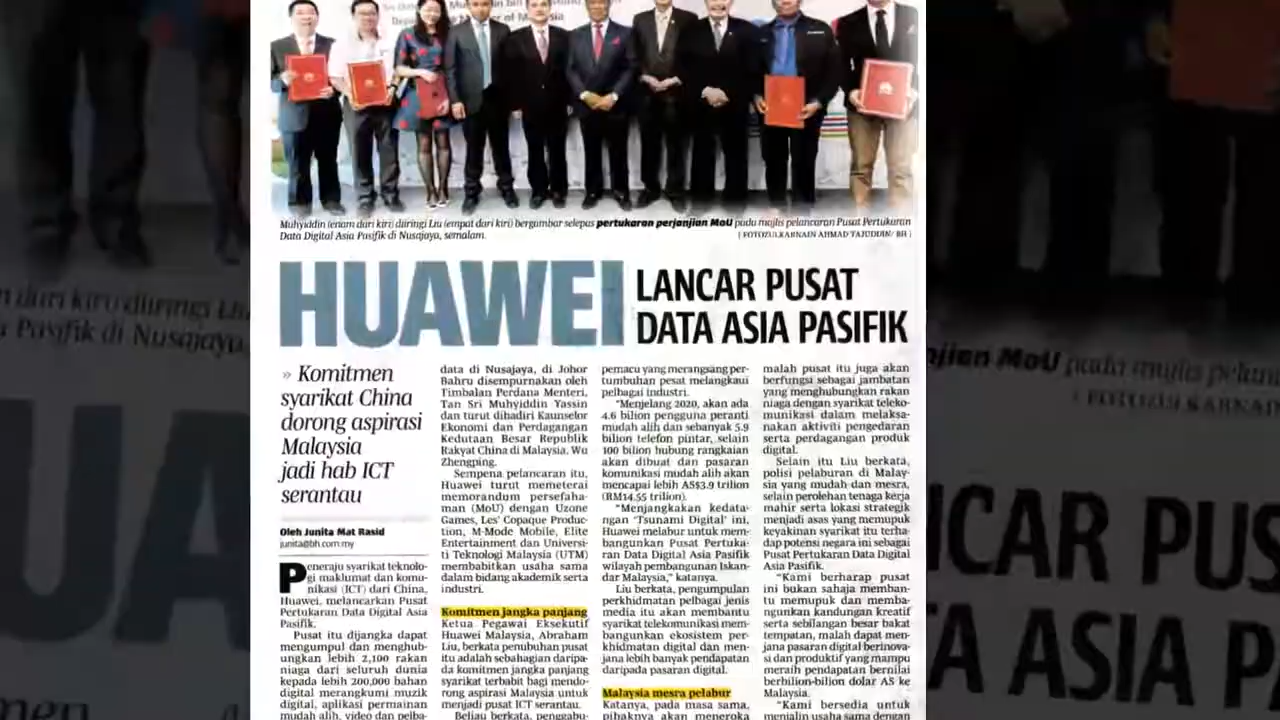 Muhyiddin (enam dari kiri) diiringi Liu (empat dari kiri) bergambar selepas pertukaran perjanjian MoU pada majlis pelancaran Pusat Pertukaran
Data Digital Asia Pasifik di Nusajaya, semalam.
( FOTO ZULKARNAIN AHMAD TAJUDDIN/ BH )
HUAWEI
LANCAR PUSAT
DATA ASIA PASIFIK
» Komitmen
syarikat China
dorong aspirasi
Malaysia
jadi hab ICT
serantau
Oleh Junita Mat Rasid
junita@bh.com.my
Peneraju syarikat teknolo-
gi maklumat dan komu-
nikasi (ICT) dari China,
Huawei, melancarkan Pusat
Pertukaran Data Digital Asia
Pasifik.
Pusat itu dijangka dapat
mengumpul dan menghub-
ungkan lebih 2,100 rakan
niaga dari seluruh dunia
kepada lebih 200,000 bahan
digital merangkumi muzik
digital, aplikasi permainan
mudah alih, video dan pelba-
data di Nusajaya, di Johor
Bahru disempurnakan oleh
Timbalan Perdana Menteri,
Tan Sri Muhyiddin Yassin
dan turut dihadiri Kaunselor
Ekonomi dan Perdagangan
Kedutaan Besar Republik
Rakyat China di Malaysia, Wu
Zhengping.
Sempena pelancaran itu,
Huawei turut memeterai
memorandum persefaha-
man (MoU) dengan Uzone
Games, Les' Copaque Produc-
tion, M-Mode Mobile, Elite
Entertainment dan Universi-
ti Teknologi Malaysia (UTM)
membabitkan usaha sama
dalam bidang akademik serta
industri.
Komitmen jangka panjang
Ketua Pegawai Eksekutif
Huawei Malaysia, Abraham
Liu, berkata penubuhan pusat
itu adalah sebahagian daripa-
da komitmen jangka panjang
syarikat terbabit bagi mendo-
rong aspirasi Malaysia untuk
menjadi pusat ICT serantau.
Beliau berkata, penggabu-
pemacu yang merangsang per-
tumbuhan pesat melangkaui
pelbagai industri.
"Menjelang 2020, akan ada
4.6 bilion pengguna peranti
mudah alih dan sebanyak 5.9
bilion telefon pintar, selain
100 bilion hubung rangkaian
akan dibuat dan pasaran
komunikasi mudah alih akan
mencapai lebih AS$3.9 trilion
(RM14.55 trilion).
"Menjangkakan kedata-
ngan 'Tsunami Digital' ini,
Huawei melabur untuk mem-
bangunkan Pusat Pertuka-
ran Data Digital Asia Pasifik
wilayah pembangunan Iskan-
dar Malaysia," katanya.
Liu berkata, pengumpulan
perkhidmatan pelbagai jenis
media itu akan membantu
syarikat telekomunikasi mem-
bangunkan ekosistem per-
khidmatan digital dan men-
jana lebih banyak pendapatan
daripada pasaran digital.
Malaysia mesra pelabur
Katanya, pada masa sama,
pihaknya akan meneroka
malah pusat itu juga akan
berfungsi sebagai jambatan
yang menghubungkan rakan
niaga dengan syarikat teleko-
munikasi dalam melaksa-
nakan aktiviti pengedaran
serta perdagangan produk
digital.
Selain itu Liu berkata,
polisi pelaburan di Malay-
sia yang mudah dan mesra,
selain perolehan tenaga kerja
mahir serta lokasi strategik
menjadi asas yang memupuk
keyakinan syarikat itu terha-
dap potensi negara ini sebagai
Pusat Pertukaran Data Digital
Asia Pasifik.
"Kami berharap pusat
ini bukan sahaja memban-
tu memupuk dan memba-
ngunkan kandungan kreatif
serta sebilangan besar bakat
tempatan, malah dapat men-
jana pasaran digital berinova-
si dan produktif yang mampu
meraih pendapatan bernilai
berbilion-bilion dolar AS ke
Malaysia.
"Kami bersedia untuk
menjalin usaha sama dengan